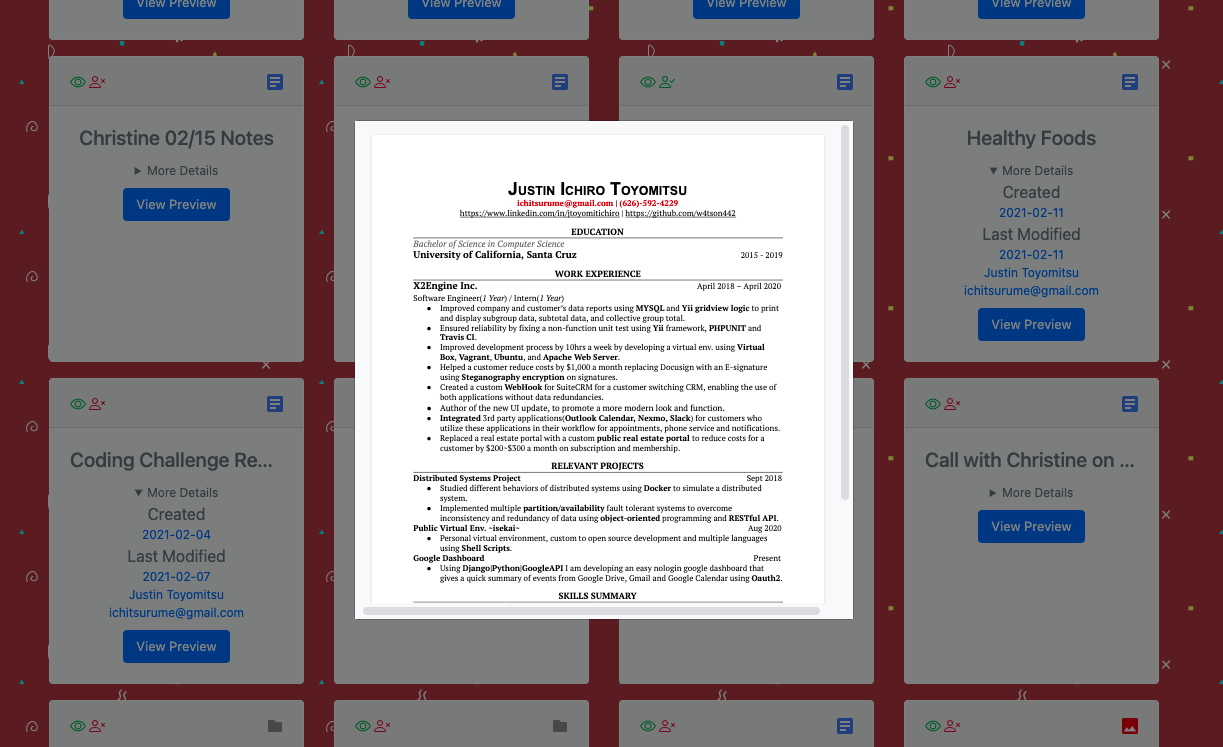 View Preview
View Preview
View Preview
View Preview
Christine 02/15 Notes
▶ More Details
View Preview
Healthy Foods
▼ More Details
Created
2021-02-11
Last Modified
2021-02-11
Justin Toyomitsu
ichitsurume@gmail.com
View Preview
JUSTIN ICHIRO TOYOMITSU
ichitsurume@gmail.com | (626)-592-4229
https://www.linkedin.com/in/jtoyomitichiro | https://github.com/w4tson442
EDUCATION
Bachelor of Science in Computer Science
University of California, Santa Cruz 2015 - 2019
WORK EXPERIENCE
X2Engine Inc. April 2018 – April 2020
Software Engineer(1 Year) / Intern(1 Year)
● Improved company and customer's data reports using MYSQL and Yii gridview logic to print
and display subgroup data, subtotal data, and collective group total.
● Ensured reliability by fixing a non-function unit test using Yii framework, PHPUNIT and
Travis CI.
● Improved development process by 10hrs a week by developing a virtual env. using Virtual
Box, Vagrant, Ubuntu, and Apache Web Server.
● Helped a customer reduce costs by $1,000 a month replacing Docusign with an E-signature
using Steganography encryption on signatures.
● Created a custom WebHook for SuiteCRM for a customer switching CRM, enabling the use of
both applications without data redundancies.
● Author of the new UI update, to promote a more modern look and function.
● Integrated 3rd party applications(Outlook Calendar, Nexmo, Slack) for customers who
utilize these applications in their workflow for appointments, phone service and notifications.
● Replaced a real estate portal with a custom public real estate portal to reduce costs for a
customer by $200~$300 a month on subscription and membership.
RELEVANT PROJECTS
Distributed Systems Project Sept 2018
● Studied different behaviors of distributed systems using Docker to simulate a distributed
system.
● Implemented multiple partition/availability fault tolerant systems to overcome
inconsistency and redundancy of data using object-oriented programming and RESTful API.
Public Virtual Env. ~isekai~ Aug 2020
● Personal virtual environment, custom to open source development and multiple languages
using Shell Scripts.
Google Dashboard Present
● Using Django|Python|GoogleAPI I am developing an easy nologin google dashboard that
gives a quick summary of events from Google Drive, Gmail and Google Calendar using Oauth2.
SKILLS SUMMARY
Coding Challenge Re...
▼ More Details
Created
2021-02-04
Last Modified
2021-02-07
Justin Toyomitsu
ichitsurume@gmail.com
View Preview
Call with Christine on ...
▶ More Details
View Preview